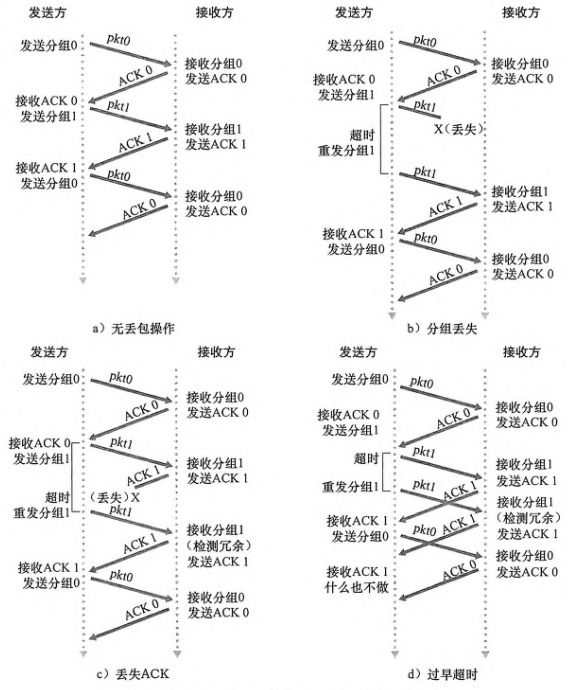 发送方
接收方
发送分组0
pkt0
接收分组0
发送ACK 0
ACK 0
接收ACK 0
发送分组1
pkt1
接收分组1
发送ACK 1
ACK 1
接收ACK 1
发送分组0
pkt0
接收分组0
发送ACK 0
ACK 0
a）无丢包操作
发送方
接收方
发送分组0
pkt0
接收分组0
发送ACK 0
ACK 0
接收ACK 0
发送分组1
pkt1
X（丢失）
超时
重发分组1
pkt1
接收分组1
发送ACK 1
ACK 1
接收ACK 1
发送分组0
pkt0
接收分组0
发送ACK 0
ACK 0
b）分组丢失
发送方
接收方
发送分组0
pkt0
接收分组0
发送ACK 0
ACK 0
接收ACK 0
发送分组1
pkt1
接收分组1
发送ACK 1
ACK 1
（丢失）X
超时
重发分组1
pkt1
接收分组1
（检测冗余）
发送ACK 1
ACK 1
接收ACK 1
发送分组0
pkt0
接收分组0
发送ACK 0
ACK 0
c）丢失ACK
发送方
接收方
发送分组0
pkt0
接收分组0
发送ACK 0
ACK 0
接收ACK 0
发送分组1
pkt1
超时
接收分组1
发送ACK 1
重发分组1
pkt1
ACK 1
接收分组1
（检测冗余）
发送ACK 1
接收ACK 1
发送分组0
pkt0
ACK 1
接收分组0
发送ACK 0
接收ACK 1
什么也不做
ACK 0
d）过早超时